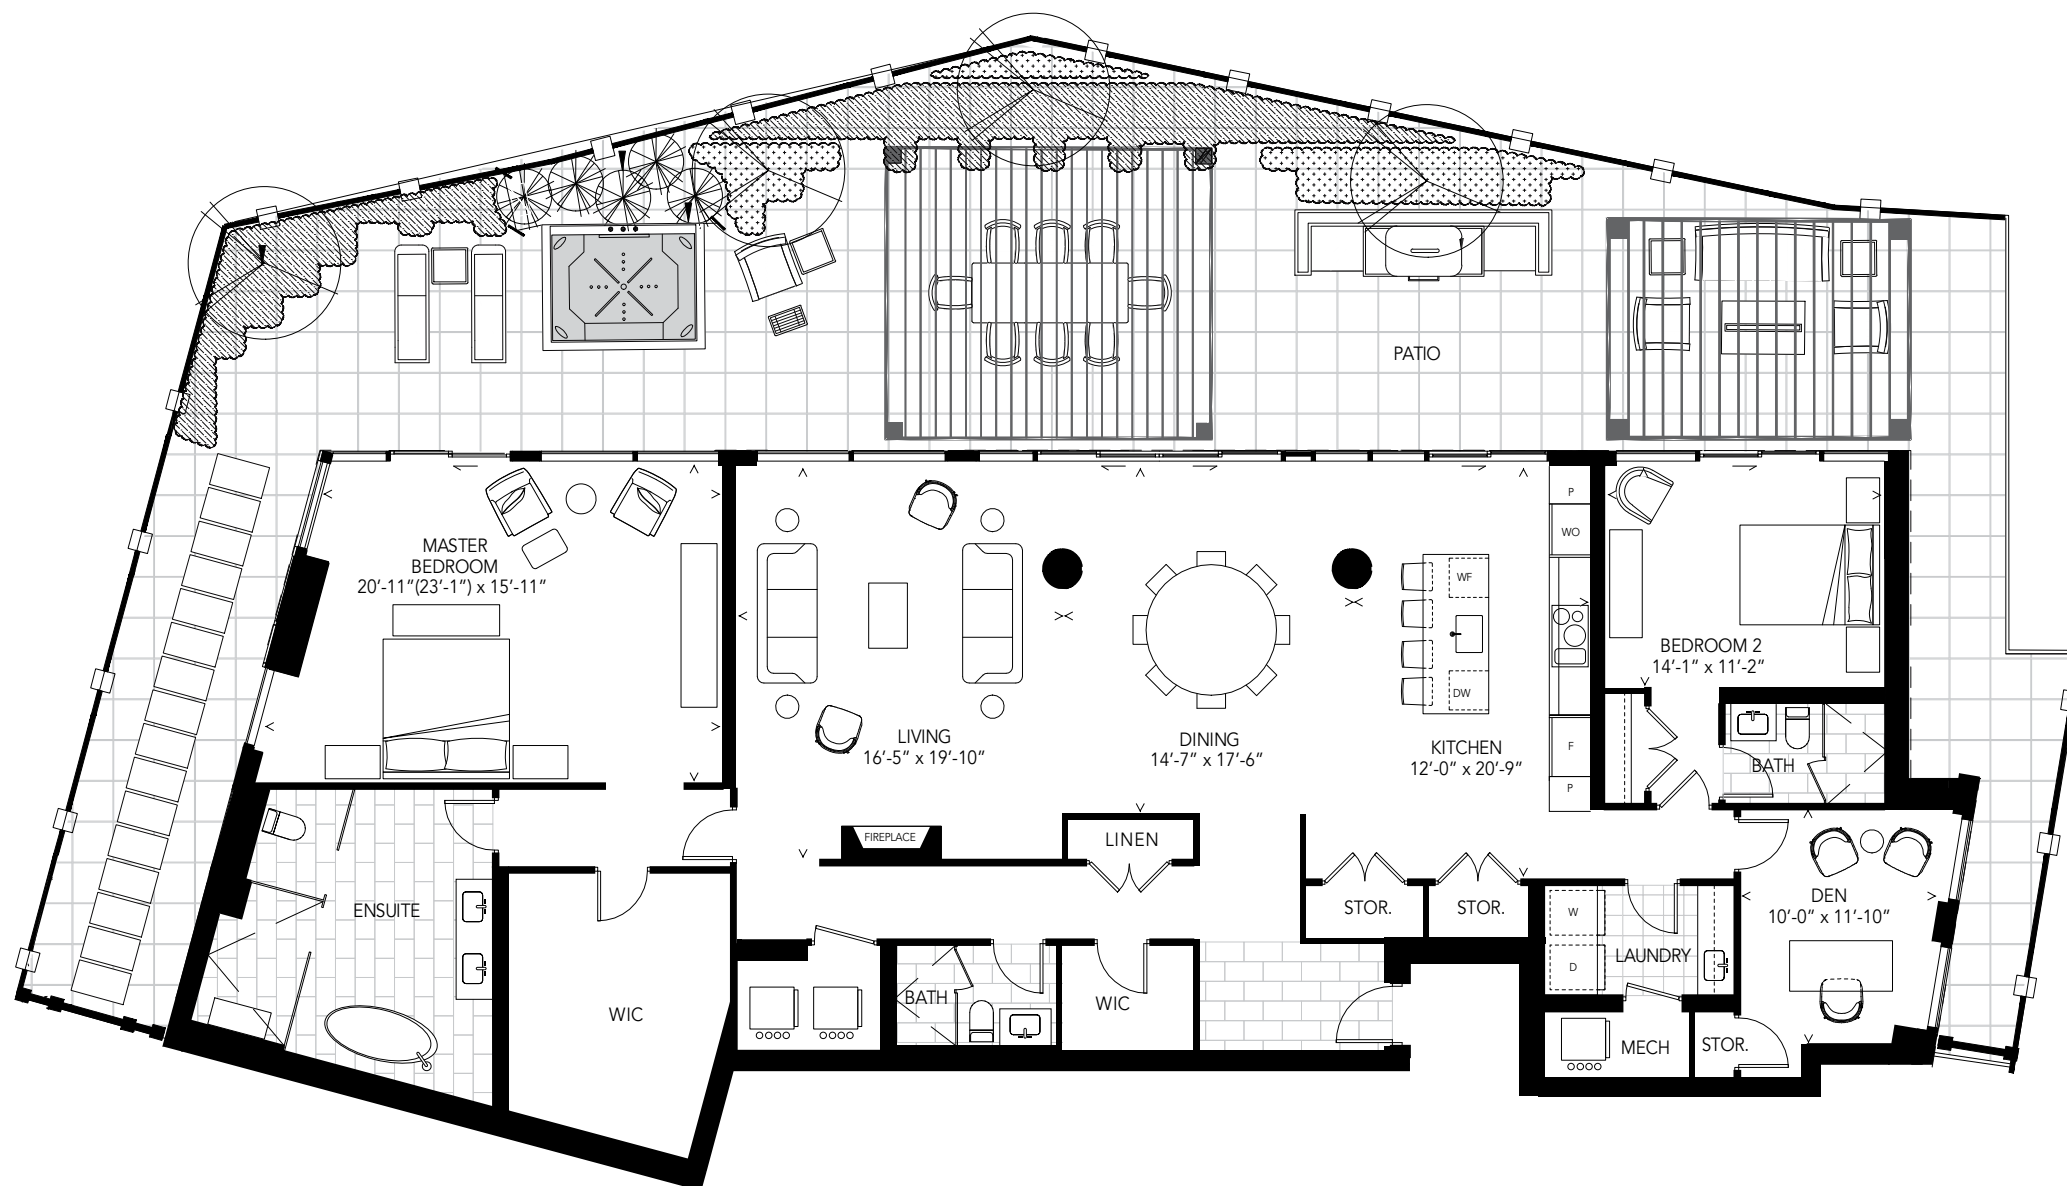 PATIO
MASTER
BEDROOM
20'-11"(23'-1") x 15'-11"
P
WO
WF
DW
F
P
BEDROOM 2
14'-1" x 11'-2"
LIVING
16'-5" x 19'-10"
DINING
14'-7" x 17'-6"
KITCHEN
12'-0" x 20'-9"
BATH
FIREPLACE
LINEN
ENSUITE
STOR.
STOR.
W
D
LAUNDRY
DEN
10'-0" x 11'-10"
BATH
WIC
WIC
MECH
STOR.